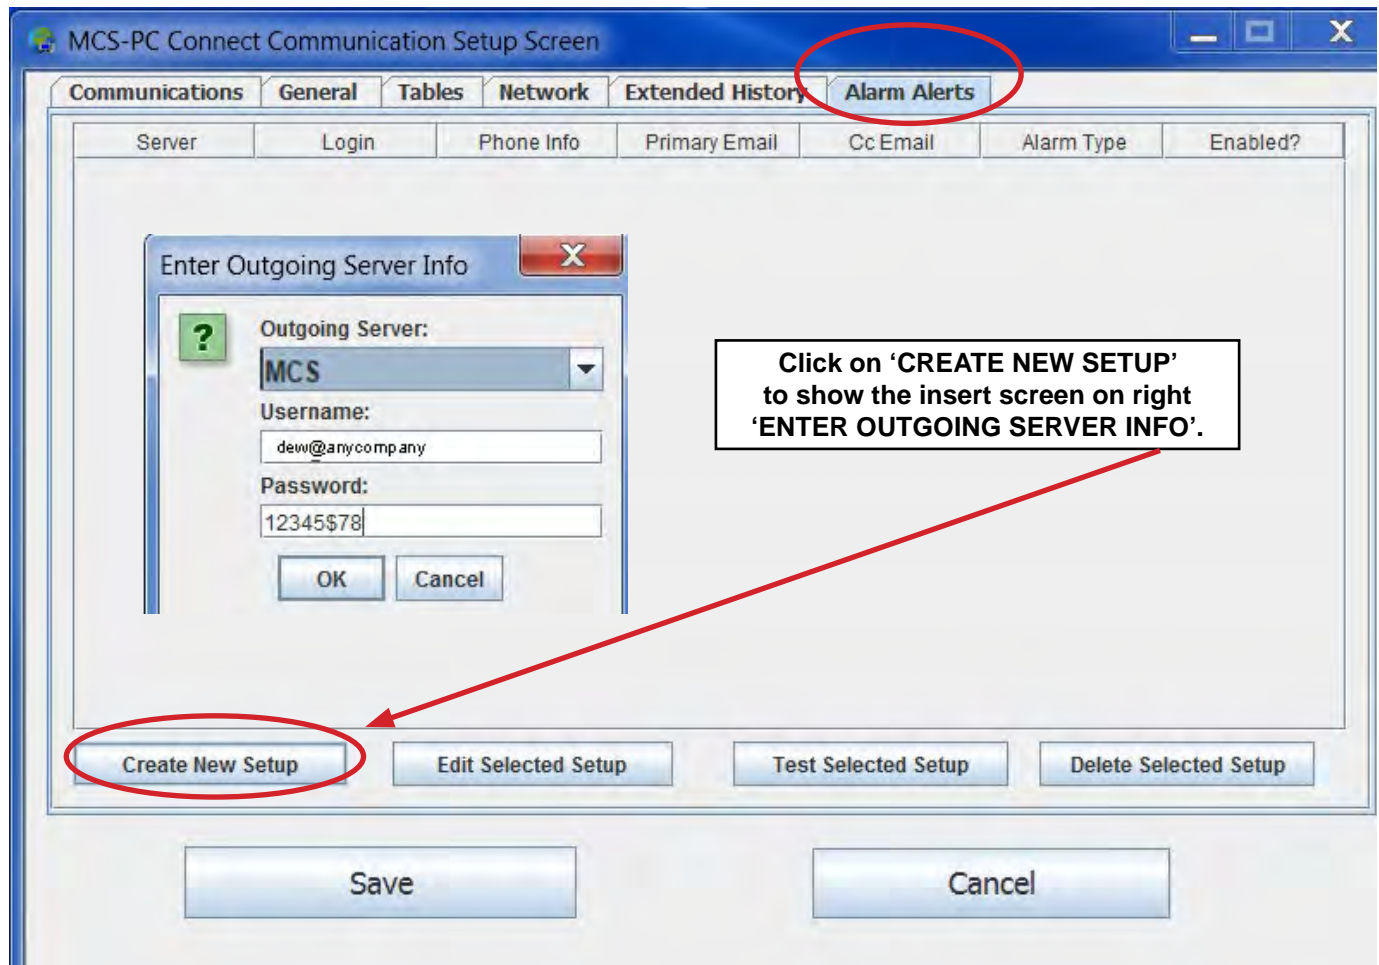 MCS-PC Connect Communication Setup Screen
Communications General Tables Network Extended History Alarm Alerts
Server Login Phone Info Primary Email Cc Email Alarm Type Enabled?
Enter Outgoing Server Info
Outgoing Server:
MCS
Username:
dew@anycompany
Password:
12345$78
OK Cancel
Click on ‘CREATE NEW SETUP’
to show the insert screen on right
‘ENTER OUTGOING SERVER INFO’.
Create New Setup Edit Selected Setup Test Selected Setup Delete Selected Setup
Save Cancel